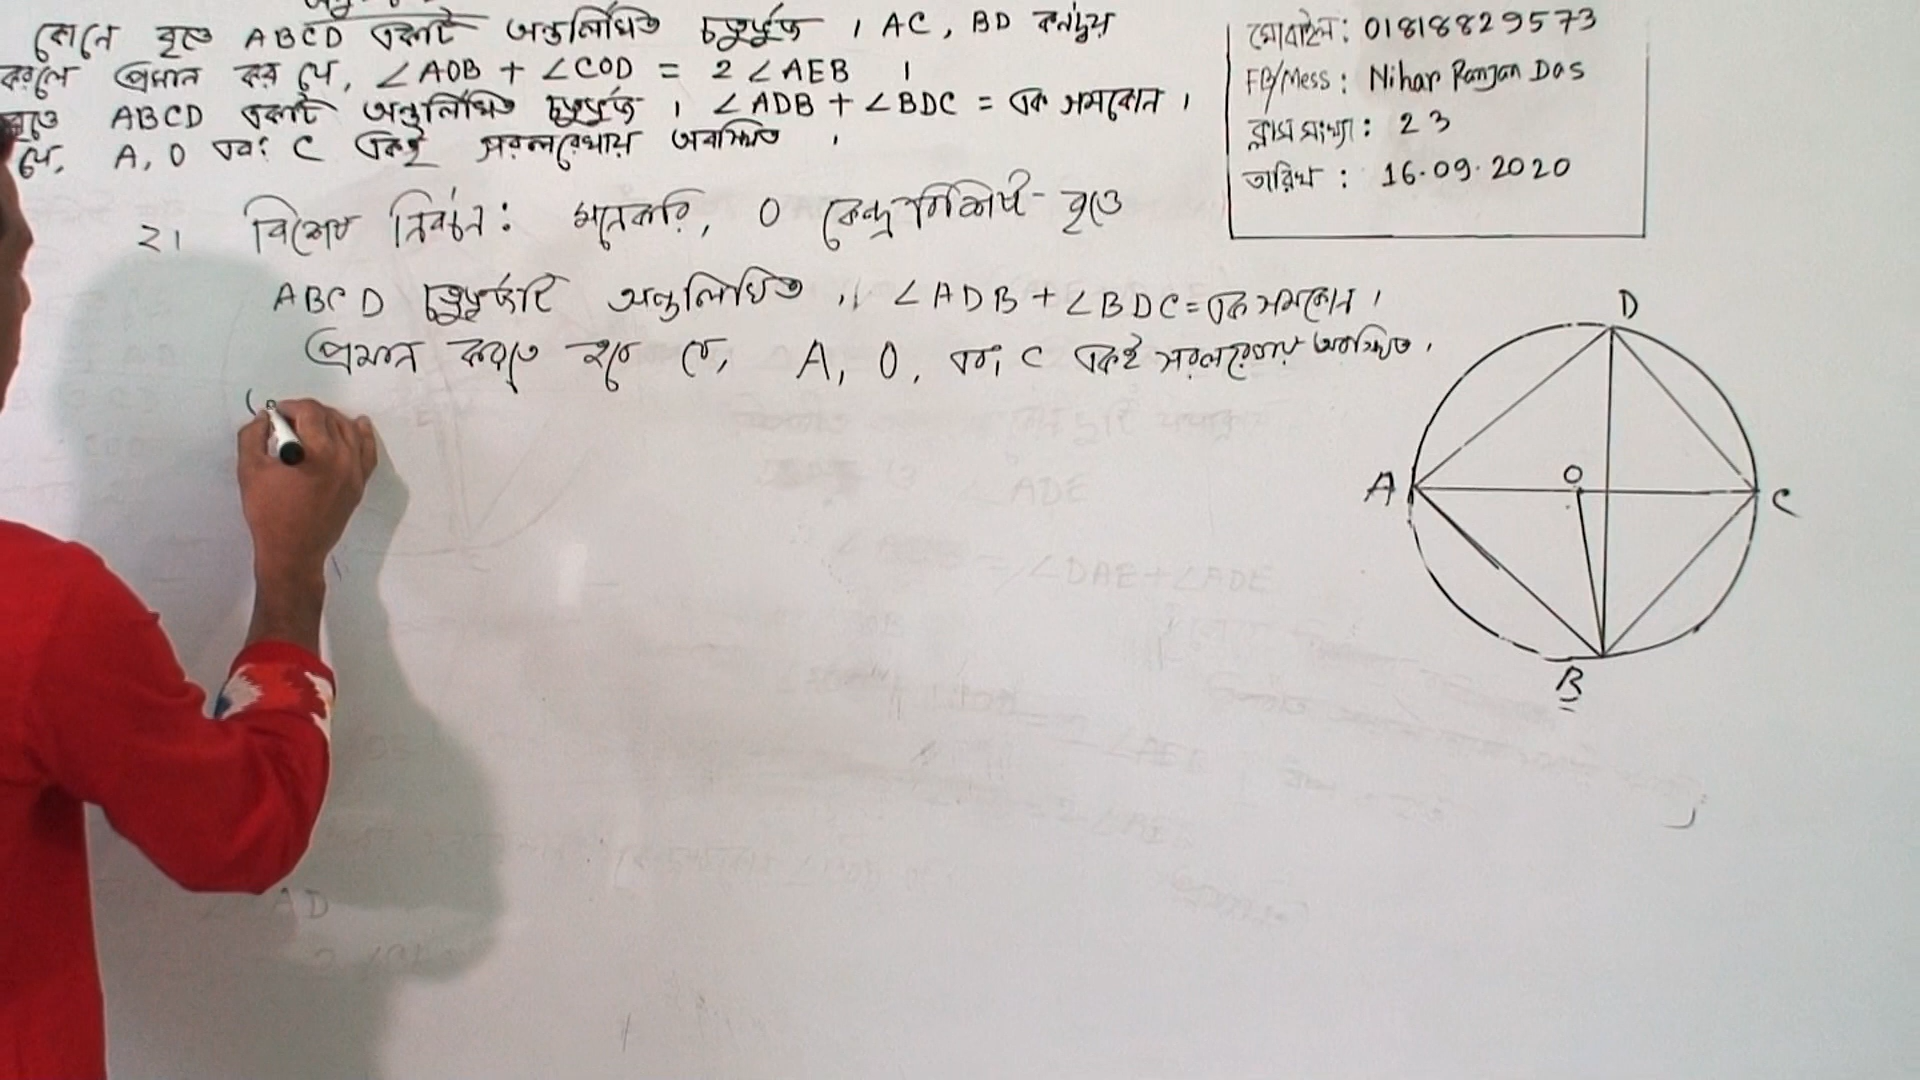 কোনো বৃত্তে ABCD একটি অন্তর্লিখিত চতুর্ভুজ । AC, BD কর্ণদ্বয়
করলে প্রমান কর যে, ∠AOB + ∠COD = 2 ∠AEB ।
বৃত্তে ABCD একটি অন্তর্লিখিত চতুর্ভুজ । ∠ADB + ∠BDC = এক সমকোন ।
যে, A, O এবং C একই সরলরেখায় অবস্থিত ।
মোবাইল : 01818829573
FB/Mess : Nihar Ranjan Das
ক্লাস সংখ্যা : 23
তারিখ : 16.09.2020
২। বিশেষ নির্বচন : মনেকরি, O কেন্দ্রবিশিষ্ট বৃত্তে
ABCD চতুর্ভুজটি অন্তর্লিখিত । ∠ADB + ∠BDC = এক সমকোন ।
প্রমান করতে হবে যে, A, O, এবং C একই সরলরেখায় অবস্থিত ।
D
A
O
C
B
∠ADE
= ∠DAE + ∠ADE